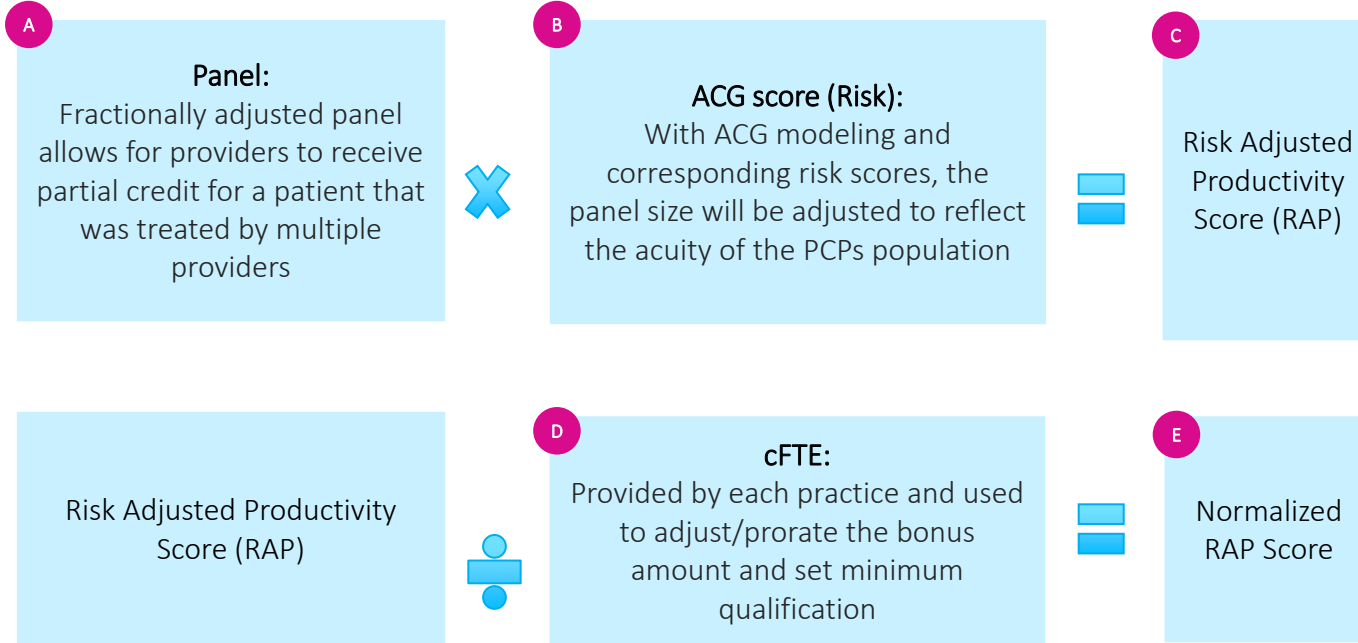 A
Panel:
Fractionally adjusted panel
allows for providers to receive
partial credit for a patient that
was treated by multiple
providers
B
ACG score (Risk):
With ACG modeling and
corresponding risk scores, the
panel size will be adjusted to reflect
the acuity of the PCPs population
C
Risk Adjusted
Productivity
Score (RAP)
Risk Adjusted Productivity
Score (RAP)
D
cFTE:
Provided by each practice and used
to adjust/prorate the bonus
amount and set minimum
qualification
E
Normalized
RAP Score